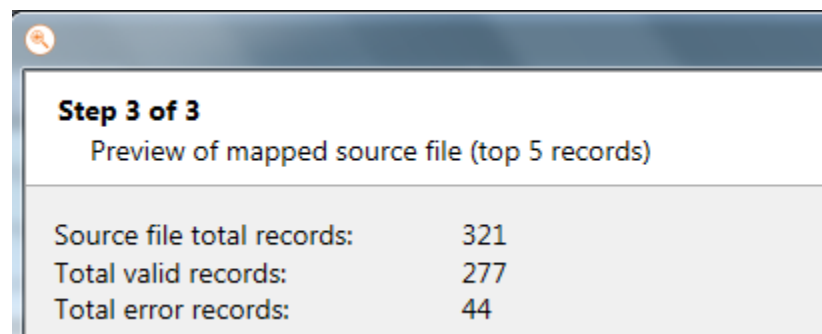 Step 3 of 3
Preview of mapped source file (top 5 records)
Source file total records: 321
Total valid records: 277
Total error records: 44